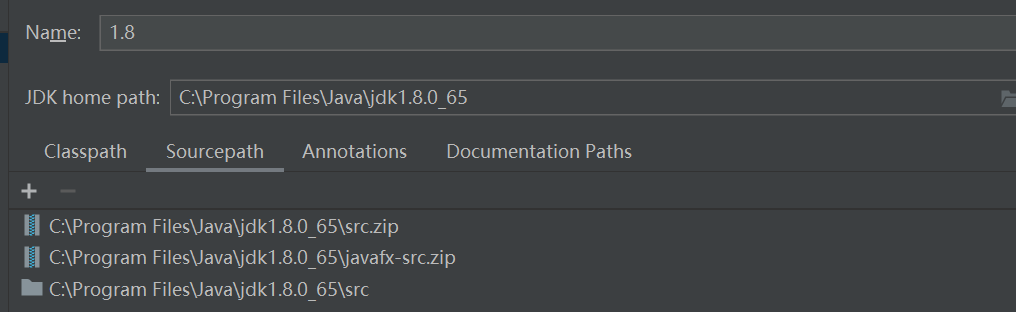 Name: 1.8
JDK home path: C:\Program Files\Java\jdk1.8.0_65
Classpath Sourcepath Annotations Documentation Paths
C:\Program Files\Java\jdk1.8.0_65\src.zip
C:\Program Files\Java\jdk1.8.0_65\javafx-src.zip
C:\Program Files\Java\jdk1.8.0_65\src